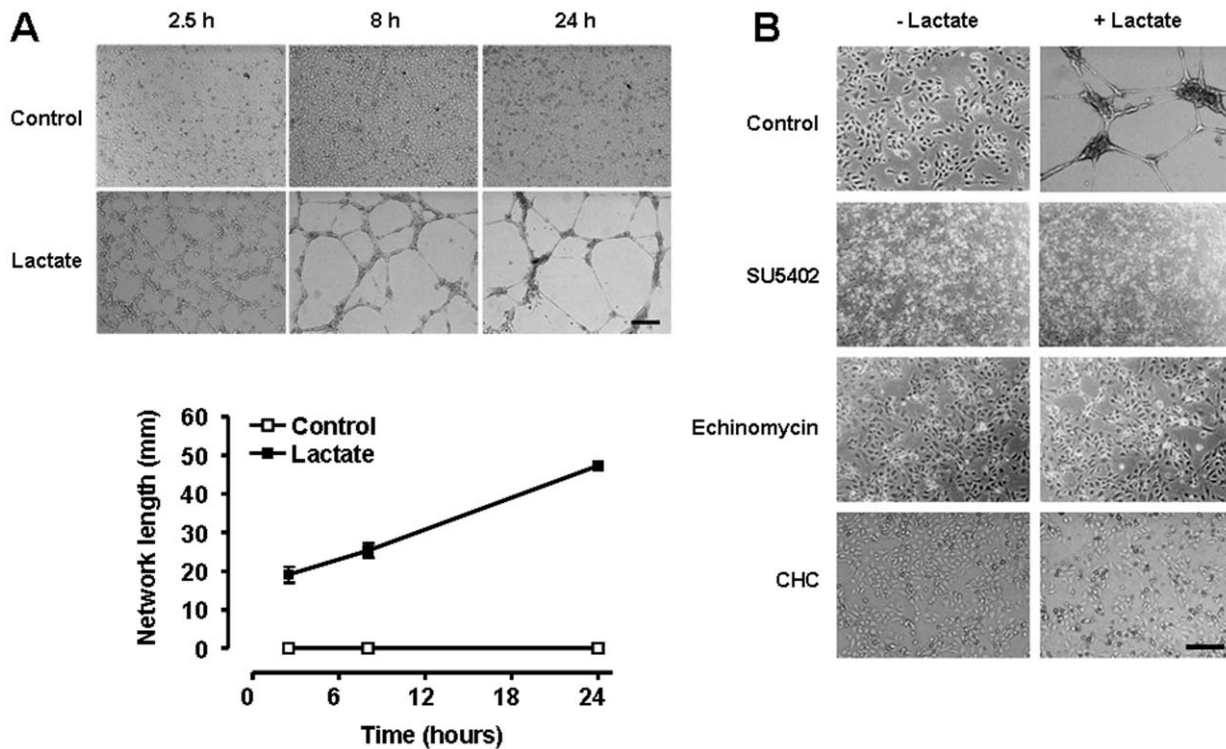 A
2.5 h 8 h 24 h
Control
Lactate
60
50
40
30
20
10
0
Network length (mm)
Control
Lactate
0 6 12 18 24
Time (hours)
B
- Lactate + Lactate
Control
SU5402
Echinomycin
CHC